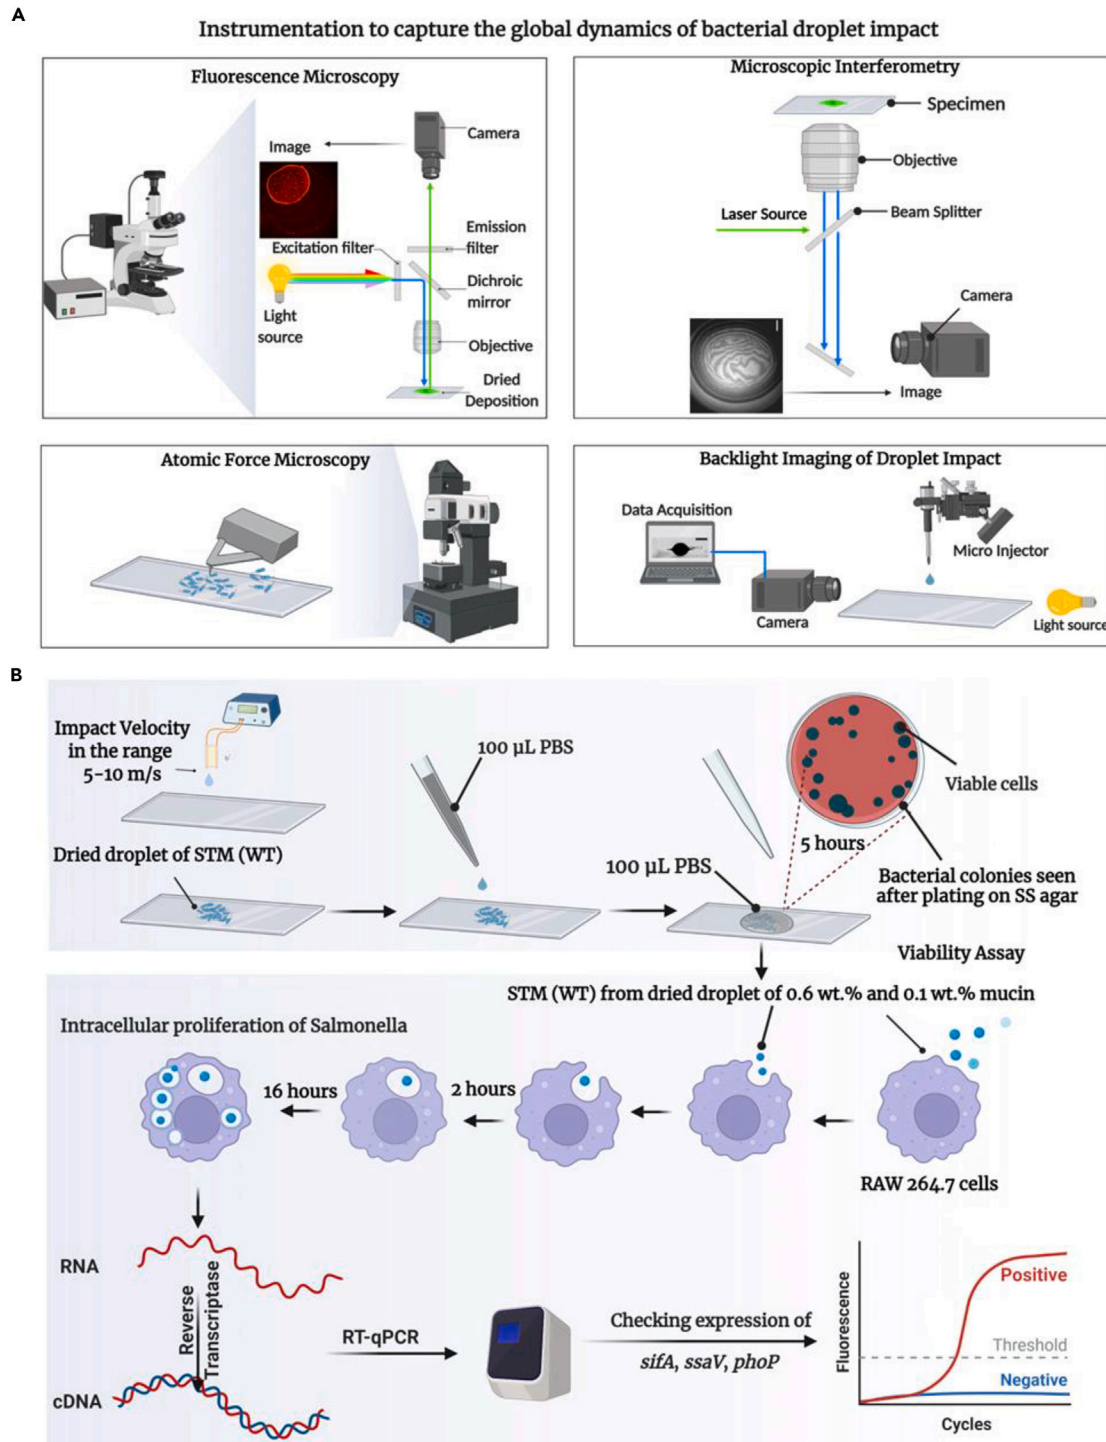 A
Instrumentation to capture the global dynamics of bacterial droplet impact
Fluorescence Microscopy
Camera
Image
Emission
filter
Excitation filter
Dichroic
mirror
Light
source
Objective
Dried
Deposition
Microscopic Interferometry
Specimen
Objective
Laser Source
Beam Splitter
Camera
Image
Atomic Force Microscopy
Backlight Imaging of Droplet Impact
Data Acquisition
Micro Injector
Camera
Light source
B
Impact Velocity
in the range
5-10 m/s
100 µL PBS
Viable cells
5 hours
Dried droplet of STM (WT)
100 µL PBS
Bacterial colonies seen
after plating on SS agar
Viability Assay
STM (WT) from dried droplet of 0.6 wt.% and 0.1 wt.% mucin
Intracellular proliferation of Salmonella
16 hours
2 hours
RAW 264.7 cells
RNA
Reverse
Transcriptase
cDNA
RT-qPCR
Checking expression of
sifA, ssaV, phoP
Fluorescence
Positive
Threshold
Negative
Cycles